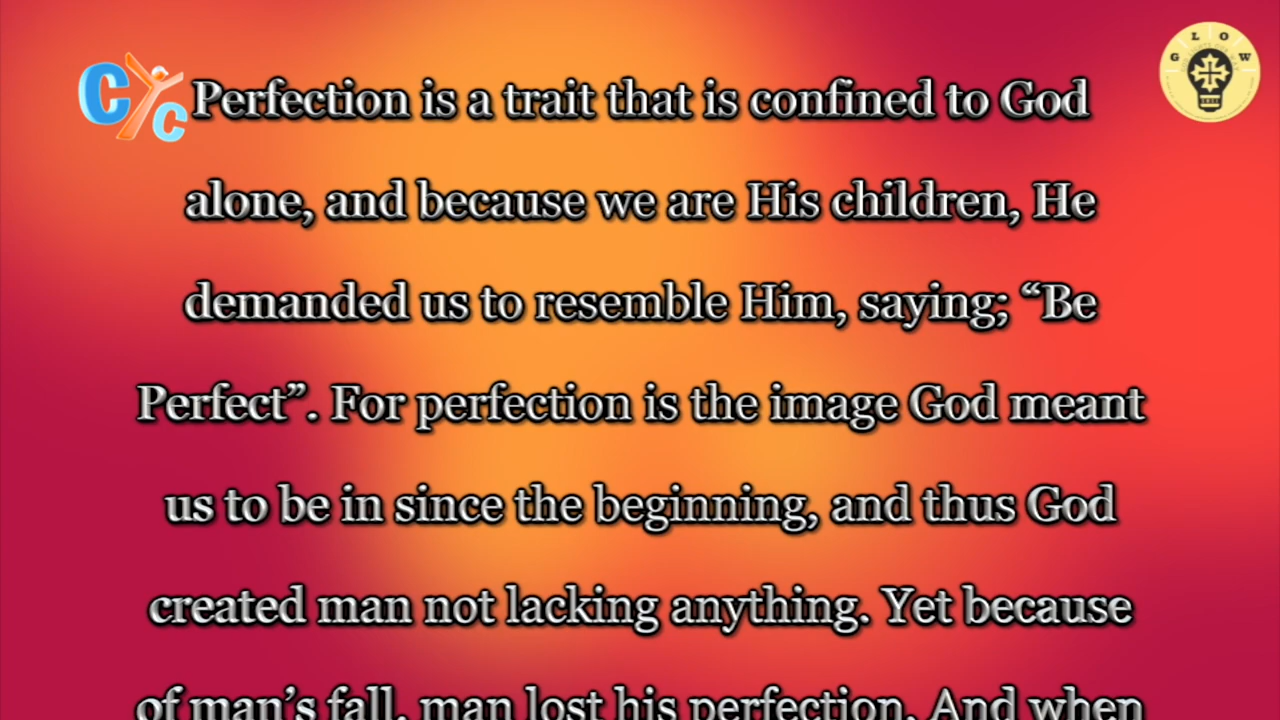 CYC
GLOW
Perfection is a trait that is confined to God
alone, and because we are His children, He
demanded us to resemble Him, saying; “Be
Perfect”. For perfection is the image God meant
us to be in since the beginning, and thus God
created man not lacking anything. Yet because
of man’s fall, man lost his perfection. And when